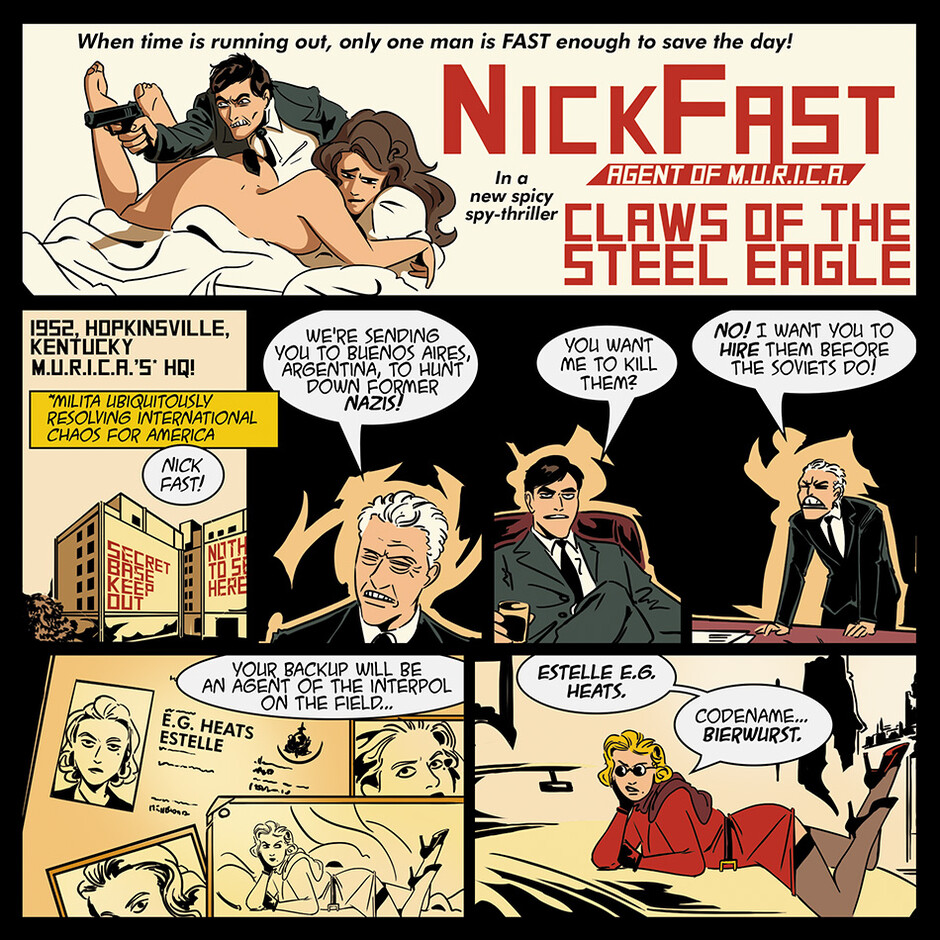 When time is running out, only one man is FAST enough to save the day!
NICKFAST
AGENT OF M.U.R.I.C.A.
In a
new spicy
spy-thriller
CLAWS OF THE
STEEL EAGLE
1952, HOPKINSVILLE,
KENTUCKY
M.U.R.I.C.A.'S* HQ!
*MILITA UBIQUITOUSLY
RESOLVING INTERNATIONAL
CHAOS FOR AMERICA
NICK
FAST!
SECRET
BASE
KEEP
OUT
NOTH
TO SE
HERE
WE'RE SENDING
YOU TO BUENOS AIRES,
ARGENTINA, TO HUNT
DOWN FORMER
NAZIS!
YOU WANT
ME TO KILL
THEM?
NO! I WANT YOU TO
HIRE THEM BEFORE
THE SOVIETS DO!
YOUR BACKUP WILL BE
AN AGENT OF THE INTERPOL
ON THE FIELD...
E.G. HEATS
ESTELLE
ESTELLE E.G.
HEATS.
CODENAME...
BIERWURST.